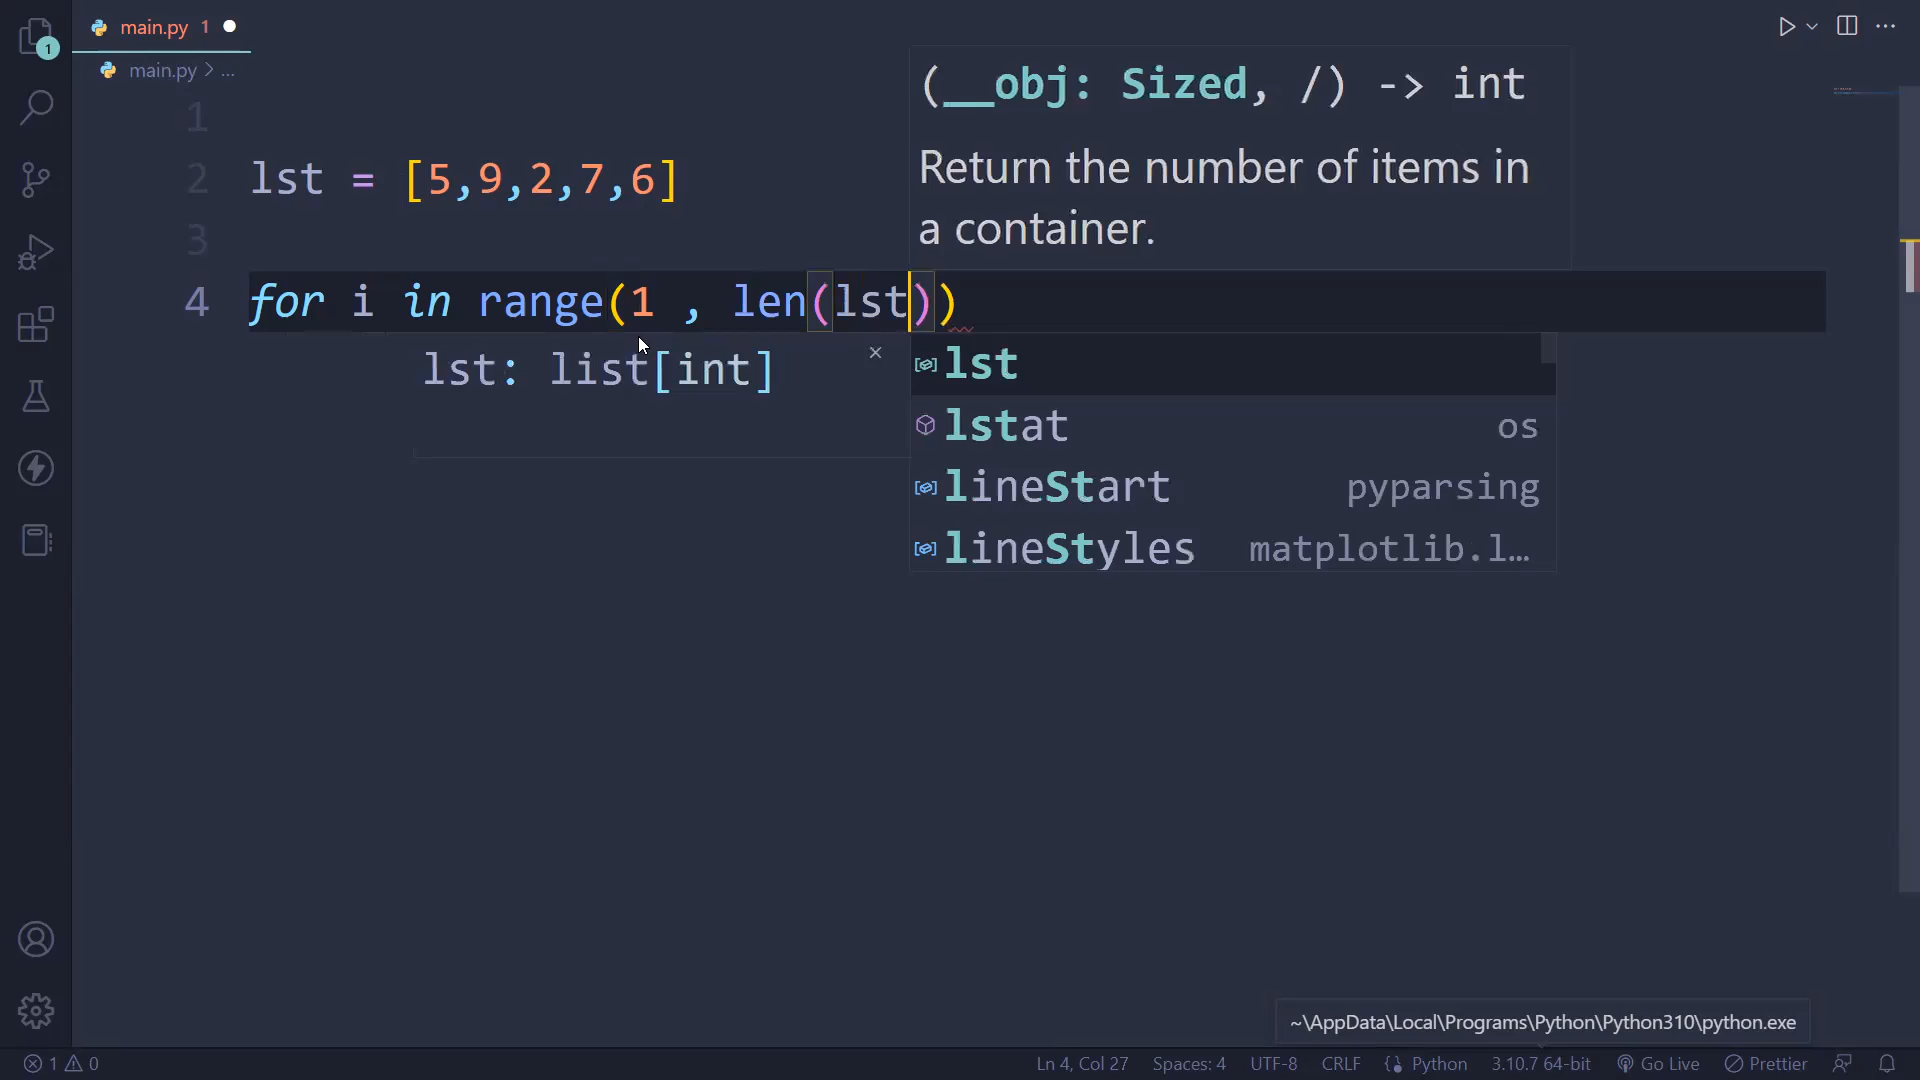 main.py 1
main.py > ...
1
2 lst = [5,9,2,7,6]
3
4 for i in range(1 , len(lst))
(__obj: Sized, /) -> int
Return the number of items in
a container.
lst: list[int]
lst
lstat os
lineStart pyparsing
lineStyles matplotlib.l…
1
~\AppData\Local\Programs\Python\Python310\python.exe
1 0
Ln 4, Col 27 Spaces: 4 UTF-8 CRLF Python 3.10.7 64-bit Go Live Prettier